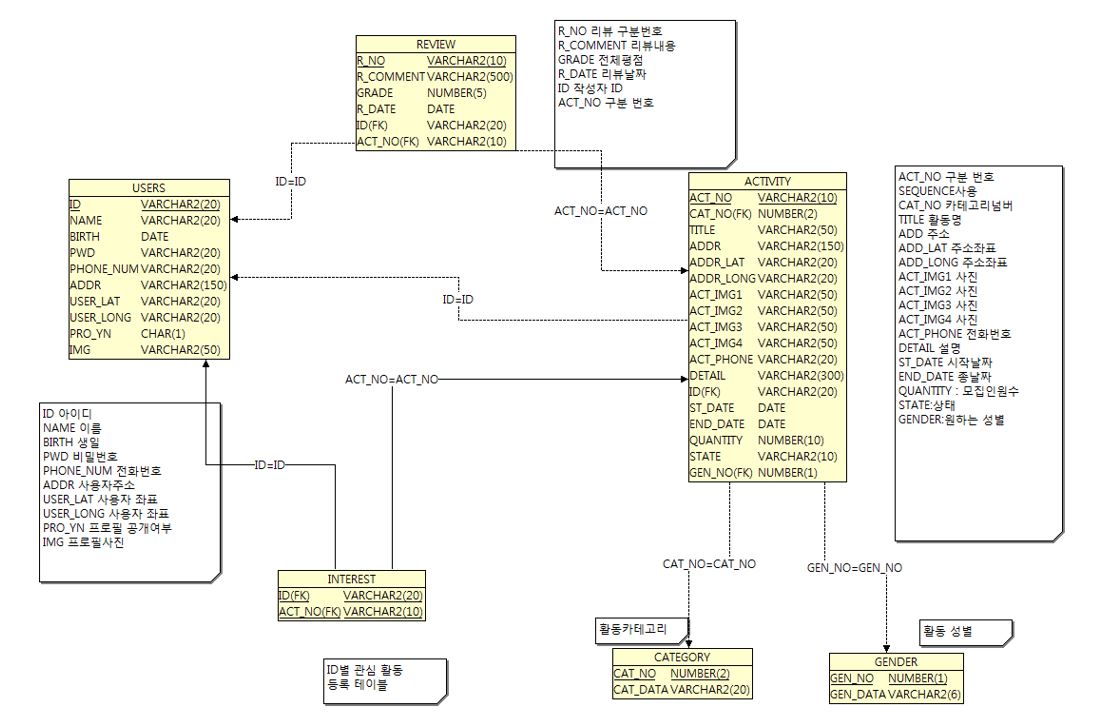 REVIEW
R_NO VARCHAR2(10)
R_COMMENT VARCHAR2(500)
GRADE NUMBER(5)
R_DATE DATE
ID(FK) VARCHAR2(20)
ACT_NO(FK) VARCHAR2(10)
R_NO 리뷰 구분번호
R_COMMENT 리뷰내용
GRADE 전체평점
R_DATE 리뷰날짜
ID 작성자 ID
ACT_NO 구분 번호
ID=ID
ACT_NO=ACT_NO
USERS
ID VARCHAR2(20)
NAME VARCHAR2(20)
BIRTH DATE
PWD VARCHAR2(20)
PHONE_NUM VARCHAR2(20)
ADDR VARCHAR2(150)
USER_LAT VARCHAR2(20)
USER_LONG VARCHAR2(20)
PRO_YN CHAR(1)
IMG VARCHAR2(50)
ID=ID
ACTIVITY
ACT_NO VARCHAR2(10)
CAT_NO(FK) NUMBER(2)
TITLE VARCHAR2(50)
ADDR VARCHAR2(150)
ADDR_LAT VARCHAR2(20)
ADDR_LONG VARCHAR2(20)
ACT_IMG1 VARCHAR2(50)
ACT_IMG2 VARCHAR2(50)
ACT_IMG3 VARCHAR2(50)
ACT_IMG4 VARCHAR2(50)
ACT_PHONE VARCHAR2(20)
DETAIL VARCHAR2(300)
ID(FK) VARCHAR2(20)
ST_DATE DATE
END_DATE DATE
QUANTITY NUMBER(10)
STATE VARCHAR2(10)
GEN_NO(FK) NUMBER(1)
ACT_NO 구분 번호
SEQUENCE사용
CAT_NO 카테고리넘버
TITLE 활동명
ADD 주소
ADD_LAT 주소좌표
ADD_LONG 주소좌표
ACT_IMG1 사진
ACT_IMG2 사진
ACT_IMG3 사진
ACT_IMG4 사진
ACT_PHONE 전화번호
DETAIL 설명
ST_DATE 시작날짜
END_DATE 종날짜
QUANTITY : 모집인원수
STATE:상태
GENDER:원하는 성별
ACT_NO=ACT_NO
ID 아이디
NAME 이름
BIRTH 생일
PWD 비밀번호
PHONE_NUM 전화번호
ADDR 사용자주소
USER_LAT 사용자 좌표
USER_LONG 사용자 좌표
PRO_YN 프로필 공개여부
IMG 프로필사진
ID=ID
INTEREST
ID(FK) VARCHAR2(20)
ACT_NO(FK) VARCHAR2(10)
ID별 관심 활동
등록 테이블
CAT_NO=CAT_NO
GEN_NO=GEN_NO
활동카테고리
활동 성별
CATEGORY
CAT_NO NUMBER(2)
CAT_DATA VARCHAR2(20)
GENDER
GEN_NO NUMBER(1)
GEN_DATA VARCHAR2(6)